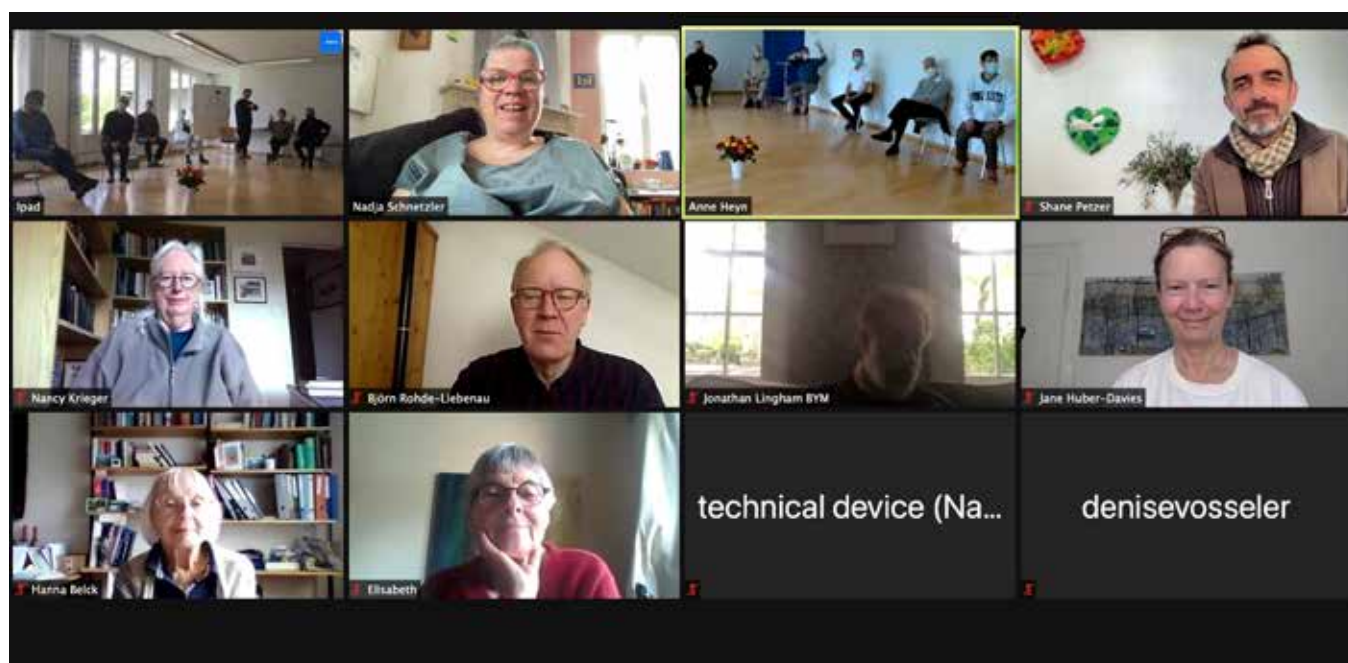 Ipad
Nadja Schnetzler
Anne Heyn
Shane Petzer
Nancy Krieger
Björn Rohde-Liebenau
Jonathan Lingham BYM
Jane Huber-Davies
Hanna Belck
Elisabeth
technical device (Na...
denisevosseler